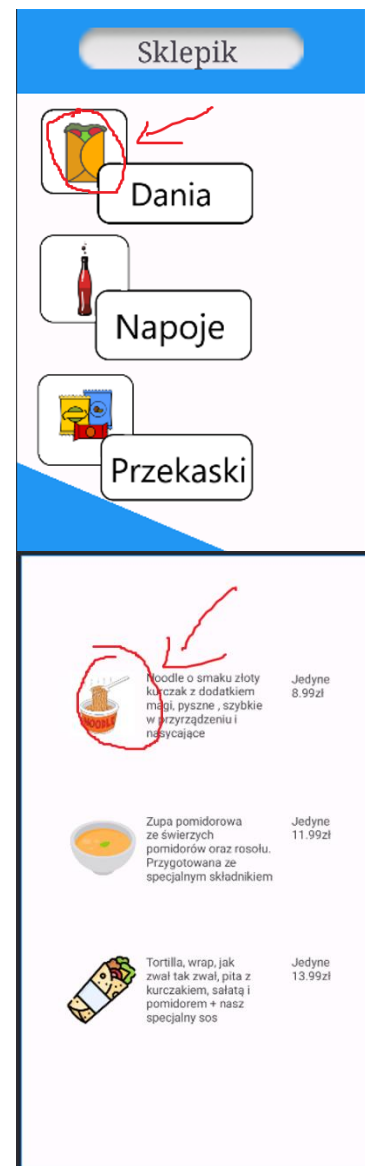 Sklepik
Dania
Napoje
Przekaski
NOODLE
Noodle o smaku złoty
kurczak z dodatkiem
magi, pyszne , szybkie
w przyrządzeniu i
nasycające
Jedyne
8.99zł
Zupa pomidorowa
ze świerzych
pomidorów oraz rosołu.
Przygotowana ze
specjalnym składnikiem
Jedyne
11.99zł
Tortilla, wrap, jak
zwał tak zwał, pita z
kurczakiem, sałatą i
pomidorem + nasz
specjalny sos
Jedyne
13.99zł